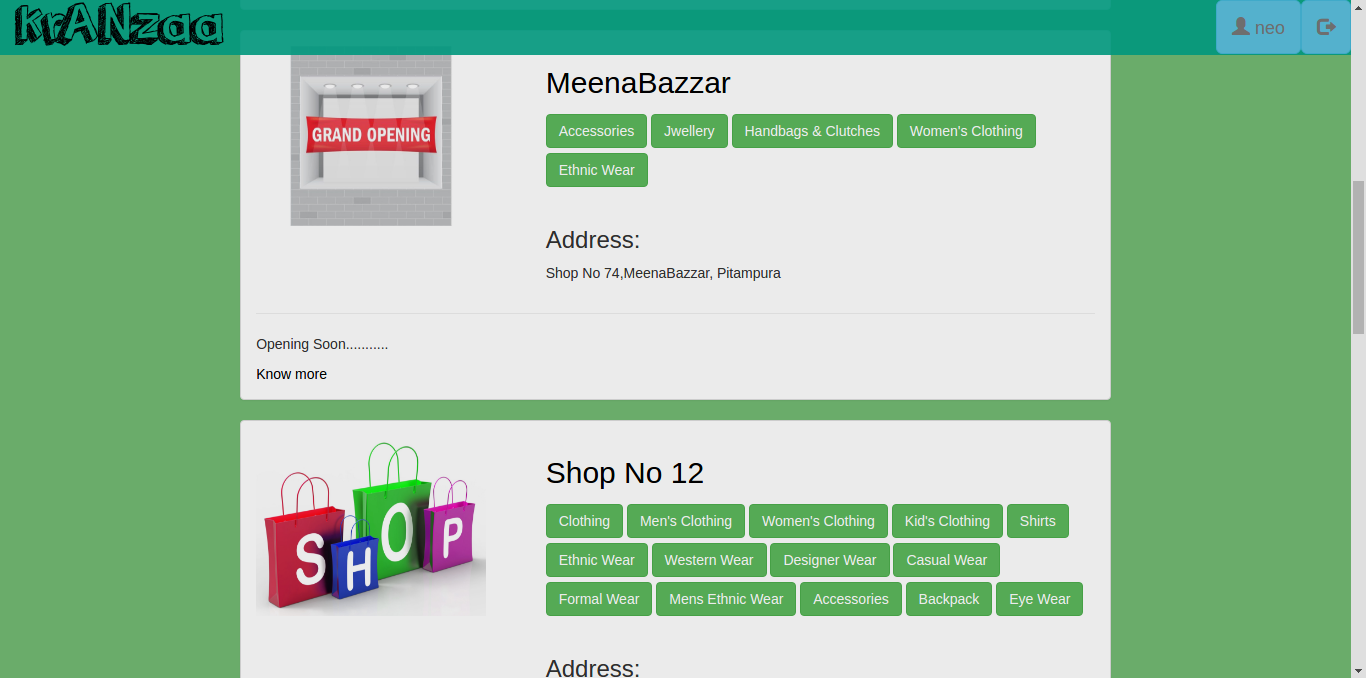 krANzaa
neo
MeenaBazzar
GRAND OPENING
Accessories Jwellery Handbags & Clutches Women's Clothing
Ethnic Wear
Address:
Shop No 74,MeenaBazzar, Pitampura
Opening Soon...........
Know more
SHOP
Shop No 12
Clothing Men's Clothing Women's Clothing Kid's Clothing Shirts
Ethnic Wear Western Wear Designer Wear Casual Wear
Formal Wear Mens Ethnic Wear Accessories Backpack Eye Wear
Address: